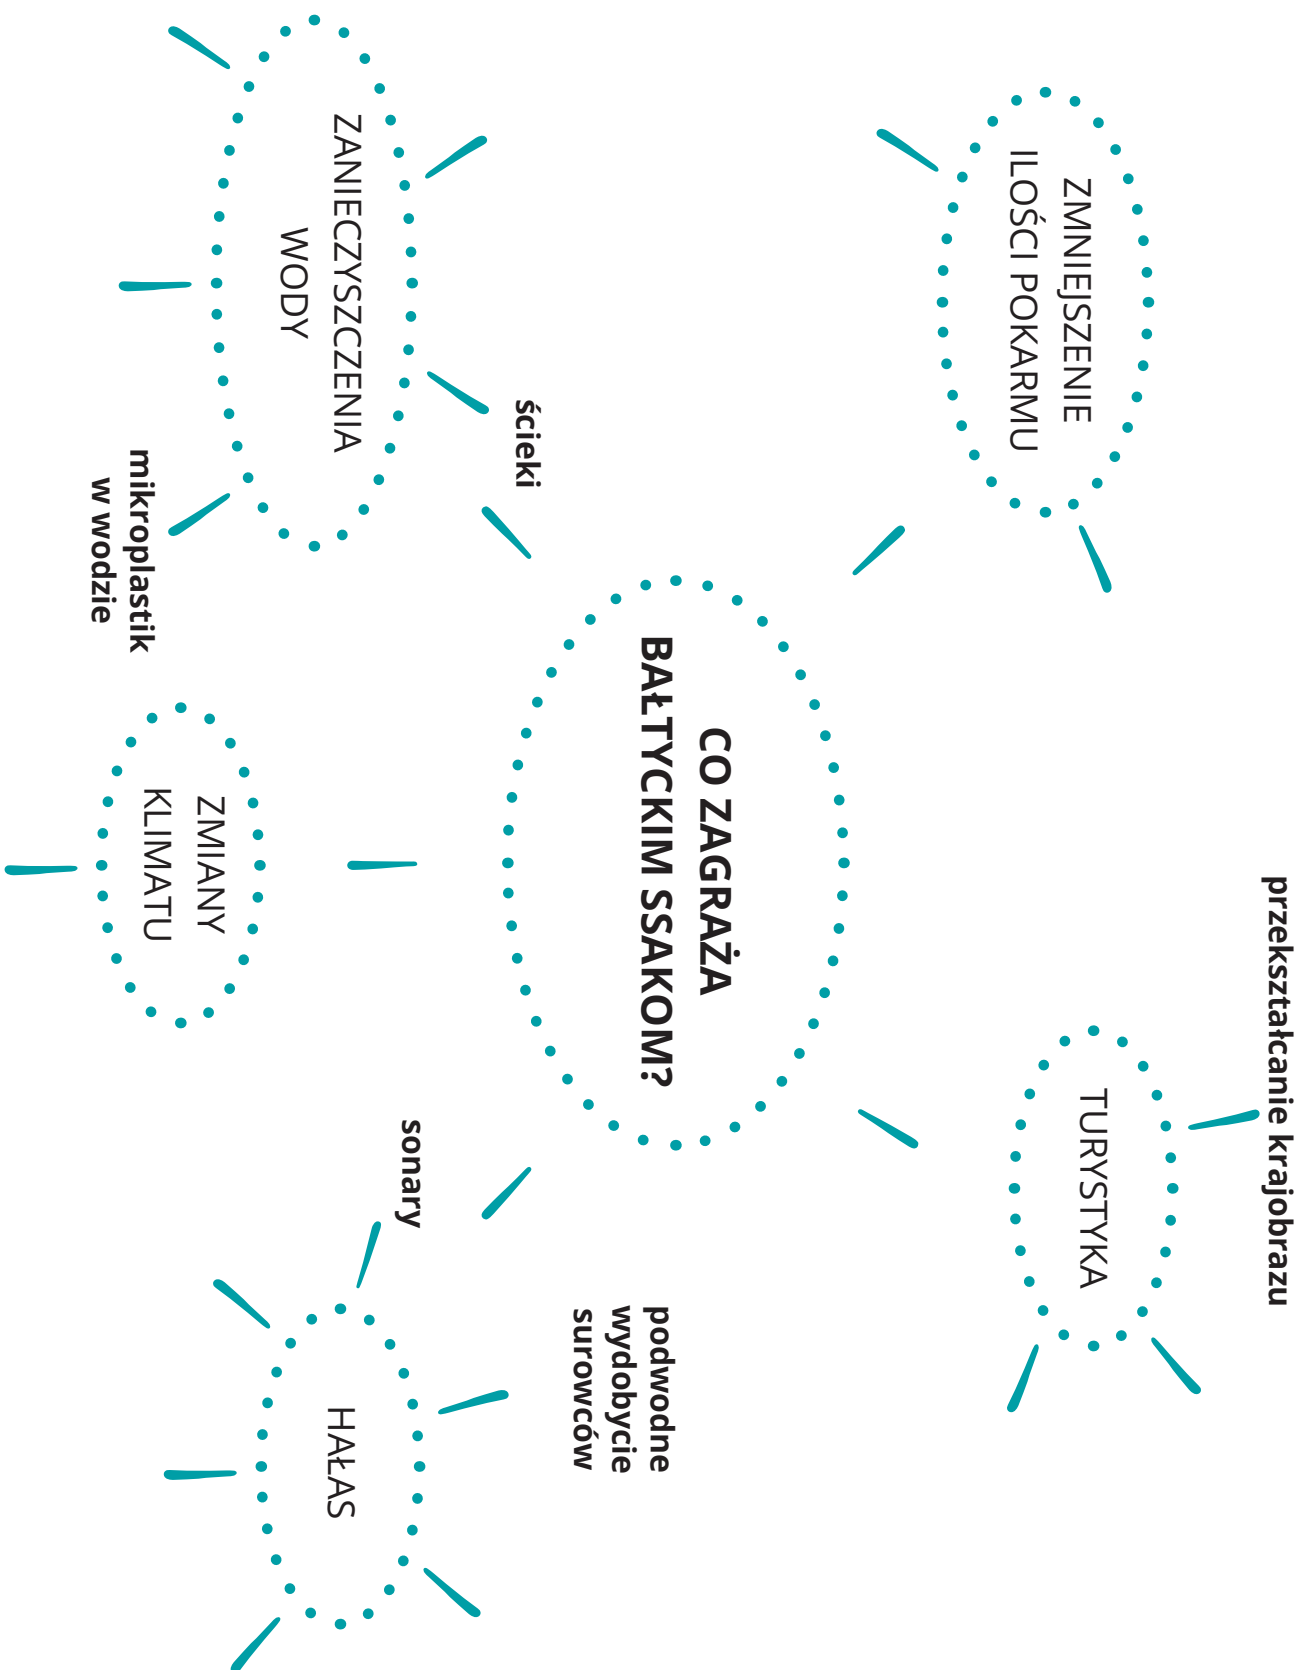 przekształcanie krajobrazu
ZMNIEJSZENIE
ILOŚCI POKARMU
TURYSTYKA
CO ZAGRAŻA
BAŁTYCKIM SSAKOM?
podwodne
wydobycie
surowców
ścieki
sonary
ZANIECZYSZCZENIA
WODY
HAŁAS
mikroplastik
w wodzie
ZMIANY
KLIMATU